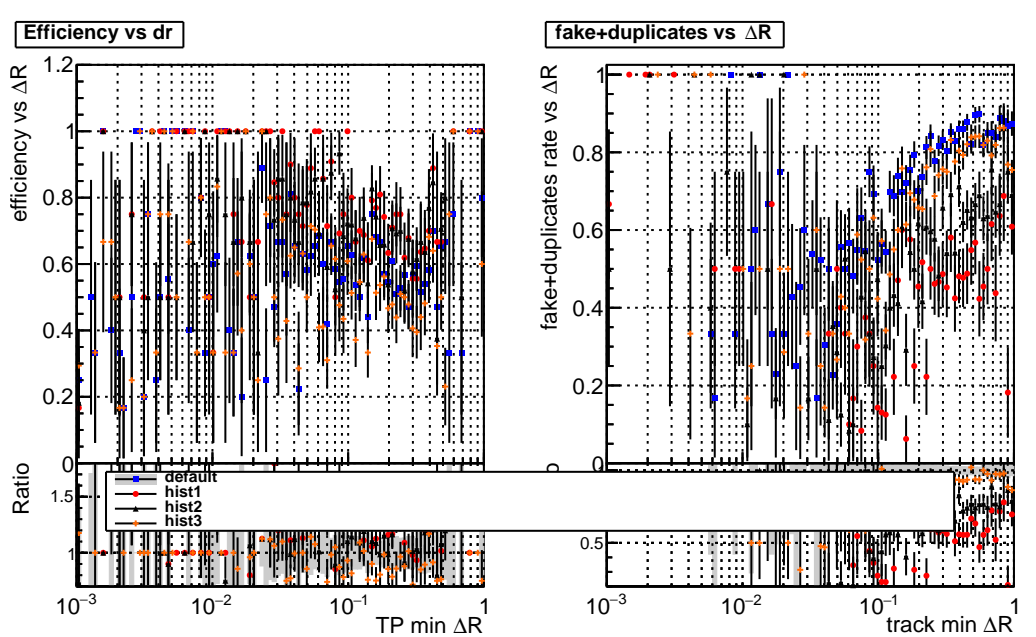 Efficiency vs dr
fake+duplicates vs ΔR
efficiency vs ΔR
1.2
1
0.8
0.6
0.4
0.2
0
fake+duplicates rate vs ΔR
1
0.8
0.6
0.4
0.2
0
Ratio
1.5
1
0.5
default
hist1
hist2
hist3
10⁻³
10⁻²
10⁻¹
1
TP min ΔR
10⁻³
10⁻²
10⁻¹
1
track min ΔR